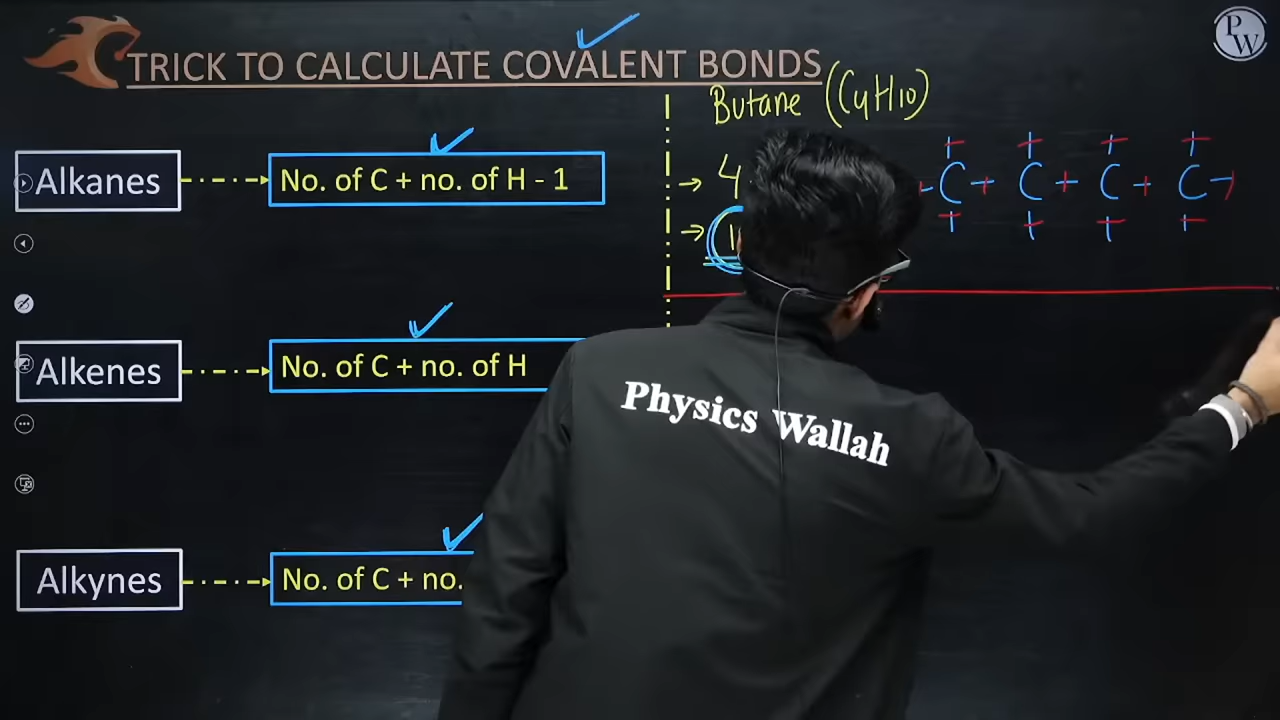 TRICK TO CALCULATE COVALENT BONDS
PW
Butane (C4H10)
Alkanes
No. of C + no. of H - 1
→ 4
C C C C
→
Alkenes
No. of C + no. of H
Physics Wallah
Alkynes
No. of C + no.